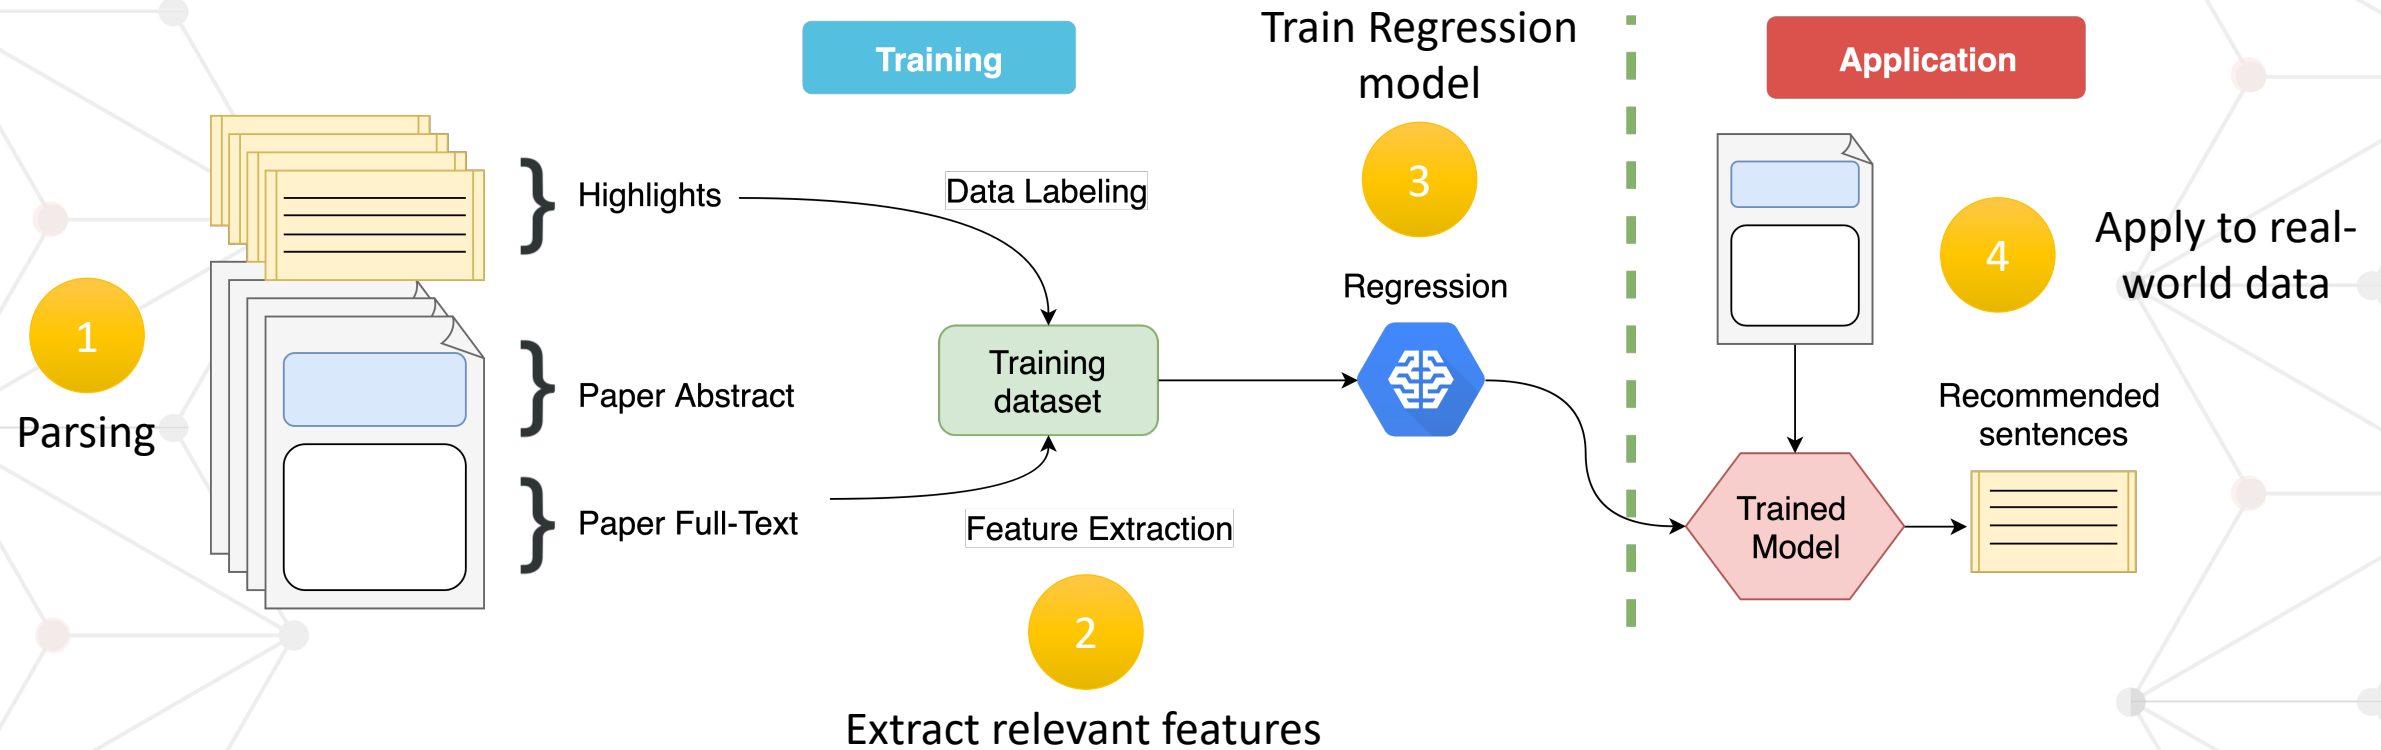 Training
Train Regression
model
Application
Highlights
Data Labeling
3
4
Apply to real-
world data
1
Parsing
Regression
Paper Abstract
Training
dataset
Recommended
sentences
Paper Full-Text
Feature Extraction
Trained
Model
2
Extract relevant features